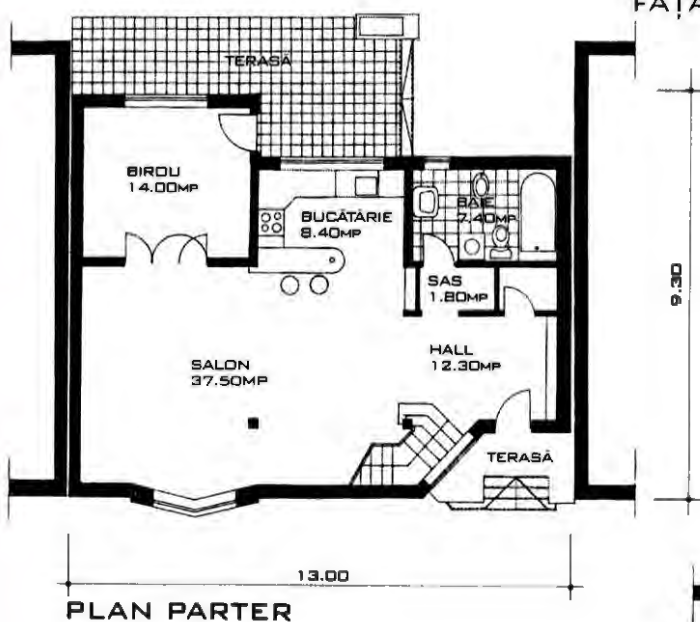 FAȚA
TERASĂ
BIROU
14.00MP
BUCĂTĂRIE
8.40MP
BAIE
7.40MP
SAS
1.80MP
9.30
SALON
37.50MP
HALL
12.30MP
TERASĂ
13.00
PLAN PARTER